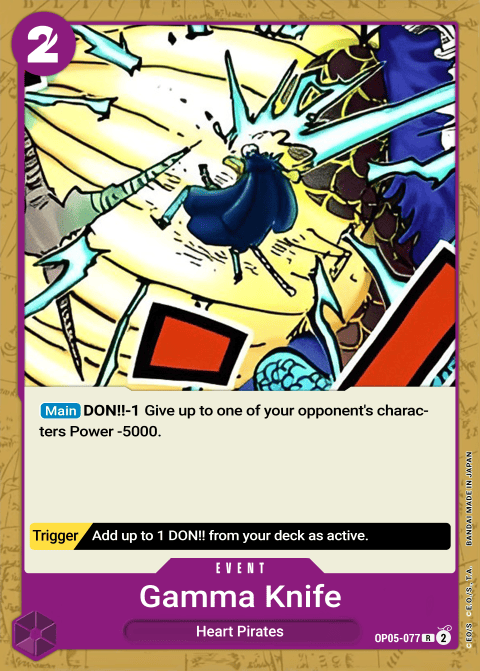 2
Main DON!!-1 Give up to one of your opponent's charac-
ters Power -5000.
Trigger Add up to 1 DON!! from your deck as active.
EVENT
Gamma Knife
Heart Pirates
OP05-077 R 2
BANDAI MADE IN JAPAN